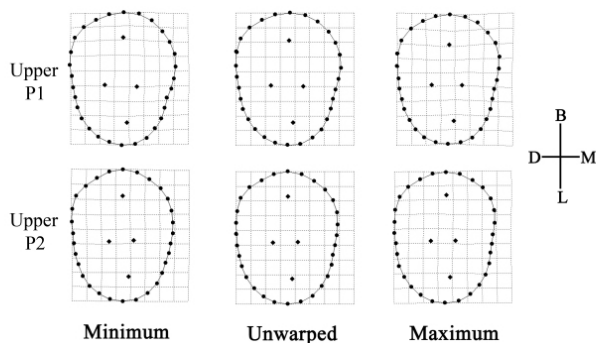 Upper
P1
B
D M
L
Upper
P2
Minimum Unwarped Maximum